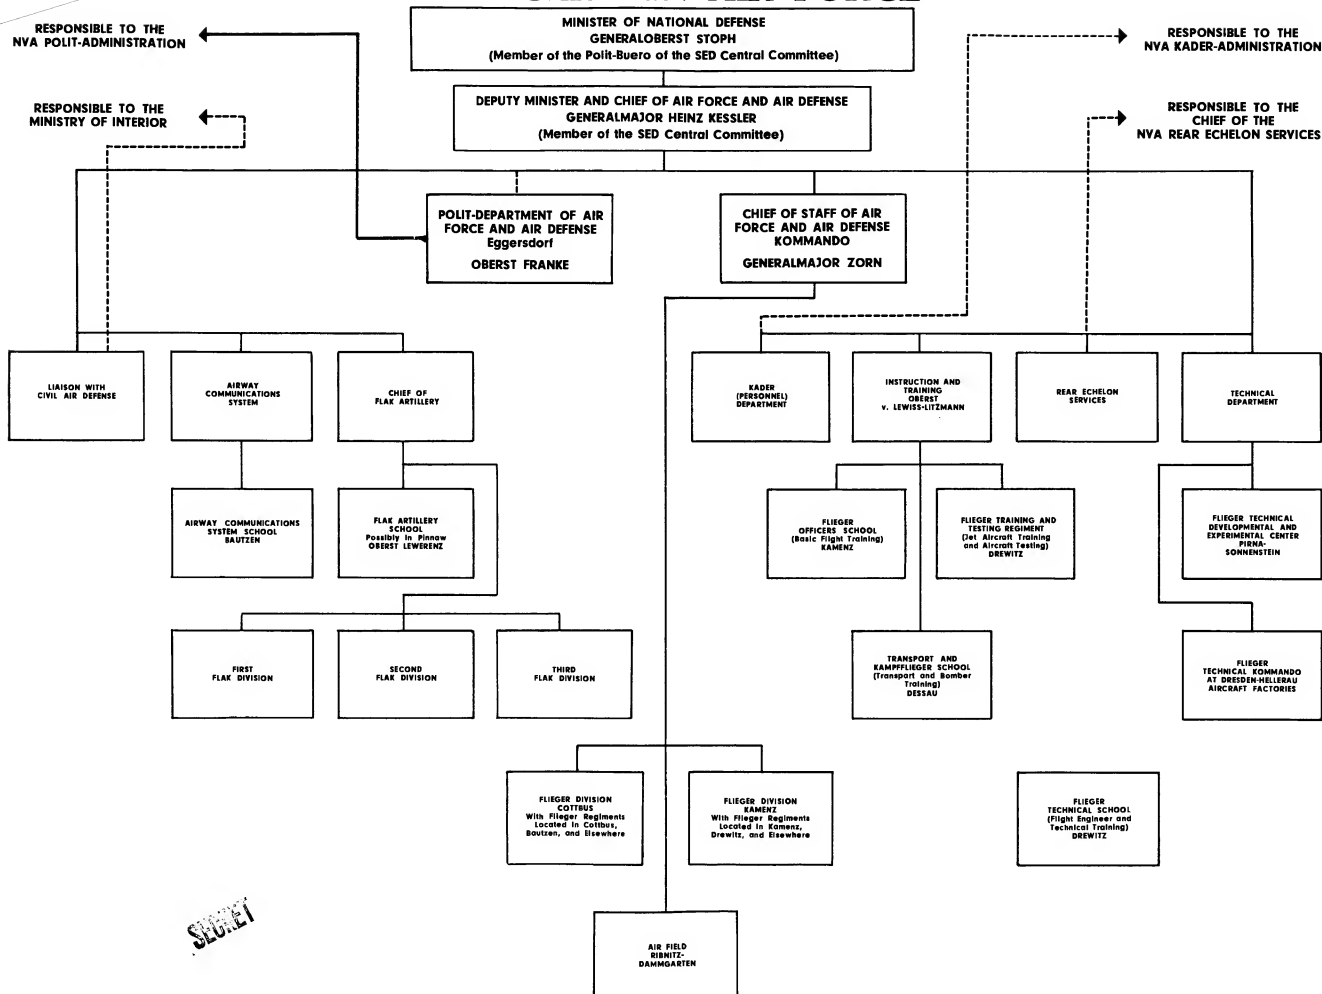 AIR FORCE
MINISTER OF NATIONAL DEFENSE
GENERALOBERST STOPH
(Member of the Polit-Buero of the SED Central Committee)
RESPONSIBLE TO THE
NVA POLIT-ADMINISTRATION
RESPONSIBLE TO THE
NVA KADER-ADMINISTRATION
DEPUTY MINISTER AND CHIEF OF AIR FORCE AND AIR DEFENSE
GENERALMAJOR HEINZ KESSLER
(Member of the SED Central Committee)
RESPONSIBLE TO THE
MINISTRY OF INTERIOR
RESPONSIBLE TO THE
CHIEF OF THE
NVA REAR ECHELON SERVICES
POLIT-DEPARTMENT OF AIR
FORCE AND AIR DEFENSE
Eggersdorf
OBERST FRANKE
CHIEF OF STAFF OF AIR
FORCE AND AIR DEFENSE
KOMMANDO
GENERALMAJOR ZORN
LIAISON WITH
CIVIL AIR DEFENSE
AIRWAY
COMMUNICATIONS
SYSTEM
CHIEF OF
FLAK ARTILLERY
KADER
(PERSONNEL)
DEPARTMENT
INSTRUCTION AND
TRAINING
OBERST
v. LEWISS-LITZMANN
REAR ECHELON
SERVICES
TECHNICAL
DEPARTMENT
AIRWAY COMMUNICATIONS
SYSTEM SCHOOL
BAUTZEN
FLAK ARTILLERY
SCHOOL
Possibly in Pinnaw
OBERST LEWERENZ
FLIEGER
OFFICERS SCHOOL
(Basic Flight Training)
KAMENZ
FLIEGER TRAINING AND
TESTING REGIMENT
(Jet Aircraft Training
and Aircraft Testing)
DREWITZ
FLIEGER TECHNICAL
DEVELOPMENTAL AND
EXPERIMENTAL CENTER
PIRNA-
SONNENSTEIN
FIRST
FLAK DIVISION
SECOND
FLAK DIVISION
THIRD
FLAK DIVISION
TRANSPORT AND
KAMPFFLIEGER SCHOOL
(Transport and Bomber
Training)
DESSAU
FLIEGER
TECHNICAL KOMMANDO
AT DRESDEN-HELLERAU
AIRCRAFT FACTORIES
FLIEGER DIVISION
COTTBUS
With Flieger Regiments
Located in Cottbus,
Bautzen, and Elsewhere
FLIEGER DIVISION
KAMENZ
With Flieger Regiments
Located in Kamenz,
Drewitz, and Elsewhere
FLIEGER
TECHNICAL SCHOOL
(Flight Engineer and
Technical Training)
DREWITZ
SECRET
AIR FIELD
RIBNITZ-
DAMMGARTEN